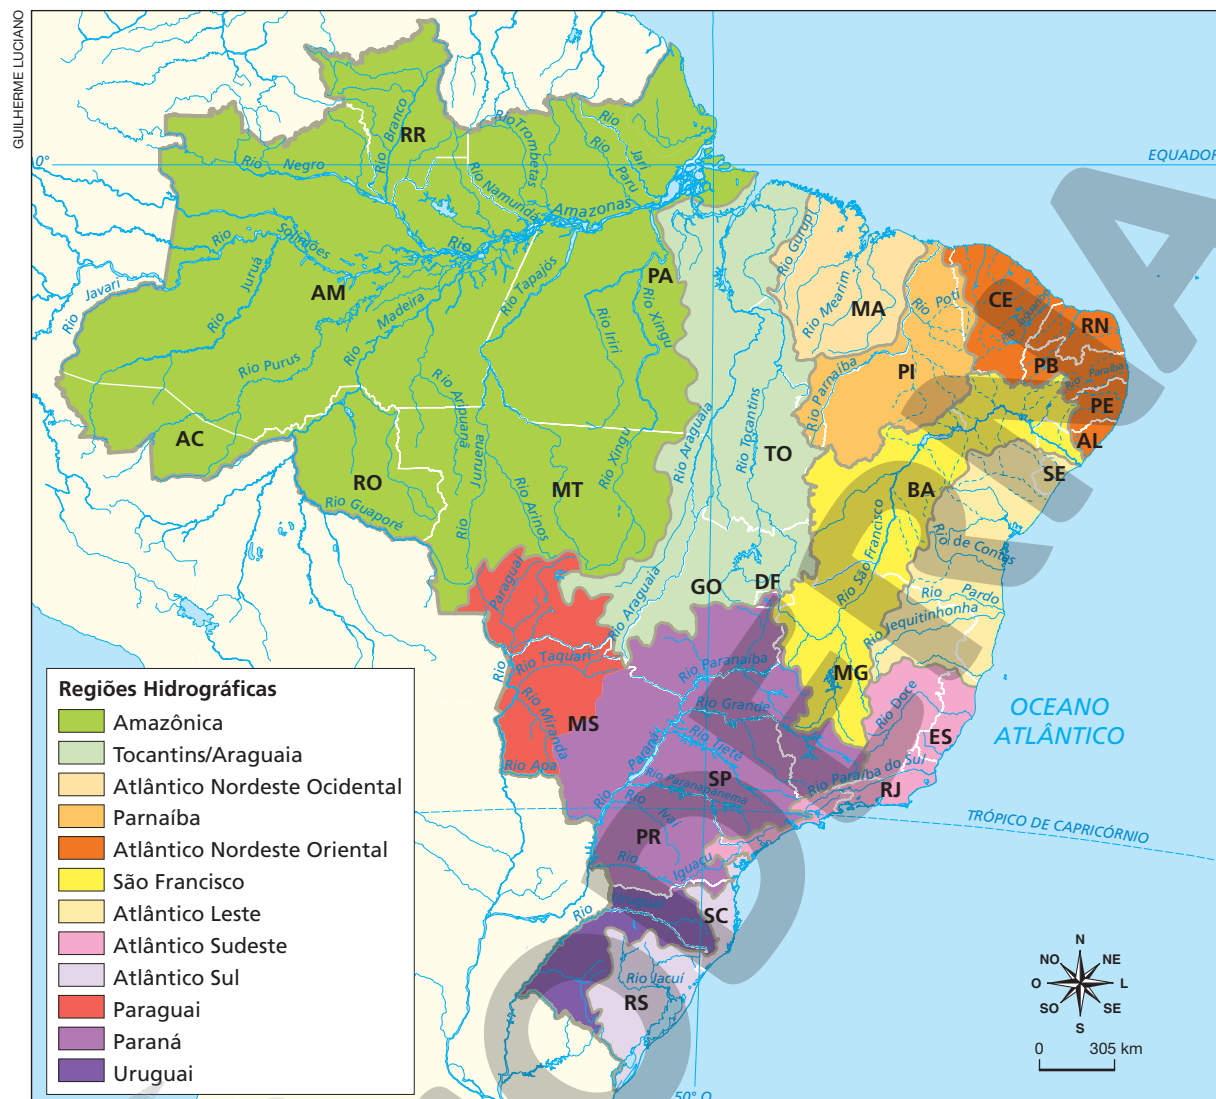 GUILHERME LUCIANO
0°
EQUADOR
RR
Rio Branco
Rio Negro
Rio Trombetas
Rio Jari
Rio Paru
Rio Namundá
Rio Amazonas
Rio Solimões
Rio Javari
Rio Juruá
AM
Rio Madeira
Rio Purus
Rio Tapajós
PA
Rio Xingu
Rio Iriri
Rio Gurupi
Rio Mearim
MA
Rio Poti
CE
Rio Jaguaribe
RN
PB
Rio Paraíba
PE
AL
PI
Rio Parnaíba
AC
RO
Rio Guaporé
Rio Aripuanã
Rio Juruena
Rio Arinos
MT
Rio Xingu
Rio Araguaia
Rio Tocantins
TO
BA
SE
Rio São Francisco
Rio de Contas
Rio Pardo
Rio Jequitinhonha
GO
DF
Rio Araguaia
Rio Paraguai
Rio Taquari
Rio Miranda
MS
Rio Apa
Rio Paranaíba
MG
Rio Grande
Rio Doce
ES
Rio Tietê
Rio Paraná
SP
Rio Paranapanema
Rio Paraíba do Sul
RJ
Rio Ivaí
PR
Rio Iguaçu
Rio Uruguai
SC
Rio Jacuí
RS
OCEANO
ATLÂNTICO
TRÓPICO DE CAPRICÓRNIO
50° O
Regiões Hidrográficas
Amazônica
Tocantins/Araguaia
Atlântico Nordeste Ocidental
Parnaíba
Atlântico Nordeste Oriental
São Francisco
Atlântico Leste
Atlântico Sudeste
Atlântico Sul
Paraguai
Paraná
Uruguai
N
NO
NE
O
L
SO
SE
S
0 305 km